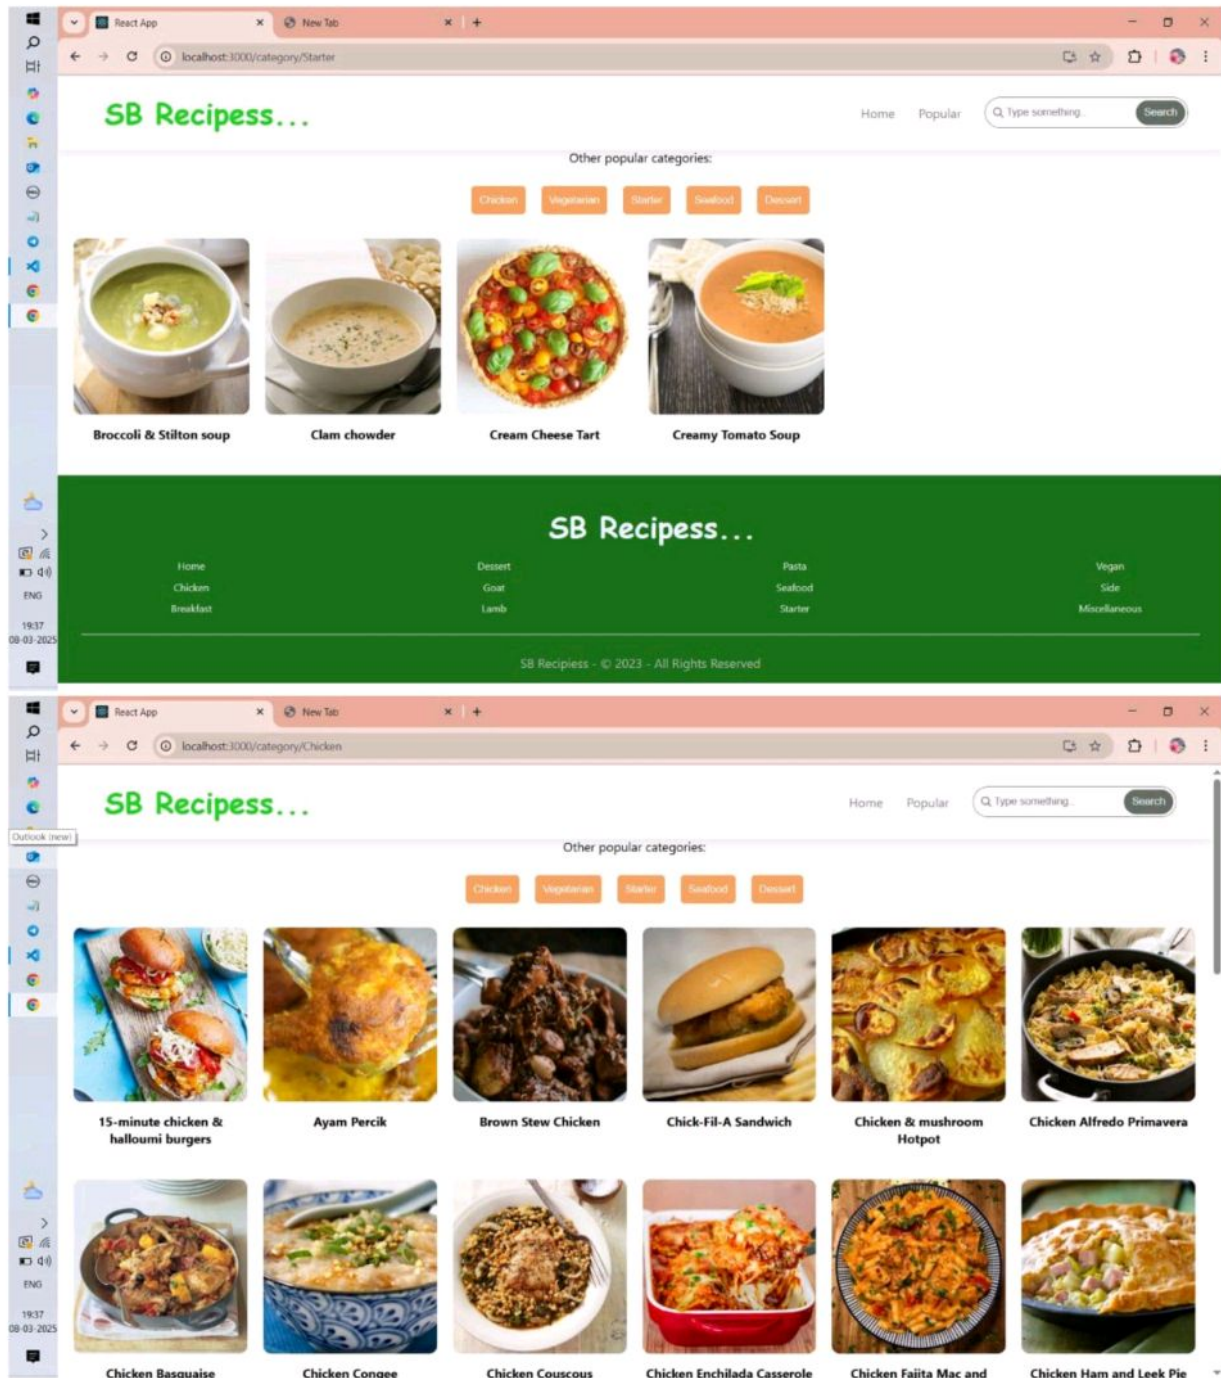 React App
New Tab
localhost:3000/category/Starter
SB Recipess...
Home Popular Type something.. Search
Other popular categories:
Chicken Vegetarian Starter Seafood Dessert
Broccoli & Stilton soup Clam chowder Cream Cheese Tart Creamy Tomato Soup
SB Recipess...
Home Dessert Pasta Vegan
Chicken Goat Seafood Side
Breakfast Lamb Starter Miscellaneous
SB Recipiess - © 2023 - All Rights Reserved
ENG
19:37
08-03-2025
React App
New Tab
localhost:3000/category/Chicken
SB Recipess...
Home Popular Type something.. Search
Outlook (new)
Other popular categories:
Chicken Vegetarian Starter Seafood Dessert
15-minute chicken & Ayam Percik Brown Stew Chicken Chick-Fil-A Sandwich Chicken & mushroom Chicken Alfredo Primavera
halloumi burgers Hotpot
Chicken Basquaise Chicken Congee Chicken Couscous Chicken Enchilada Casserole Chicken Fajita Mac and Chicken Ham and Leek Pie
ENG
19:37
08-03-2025